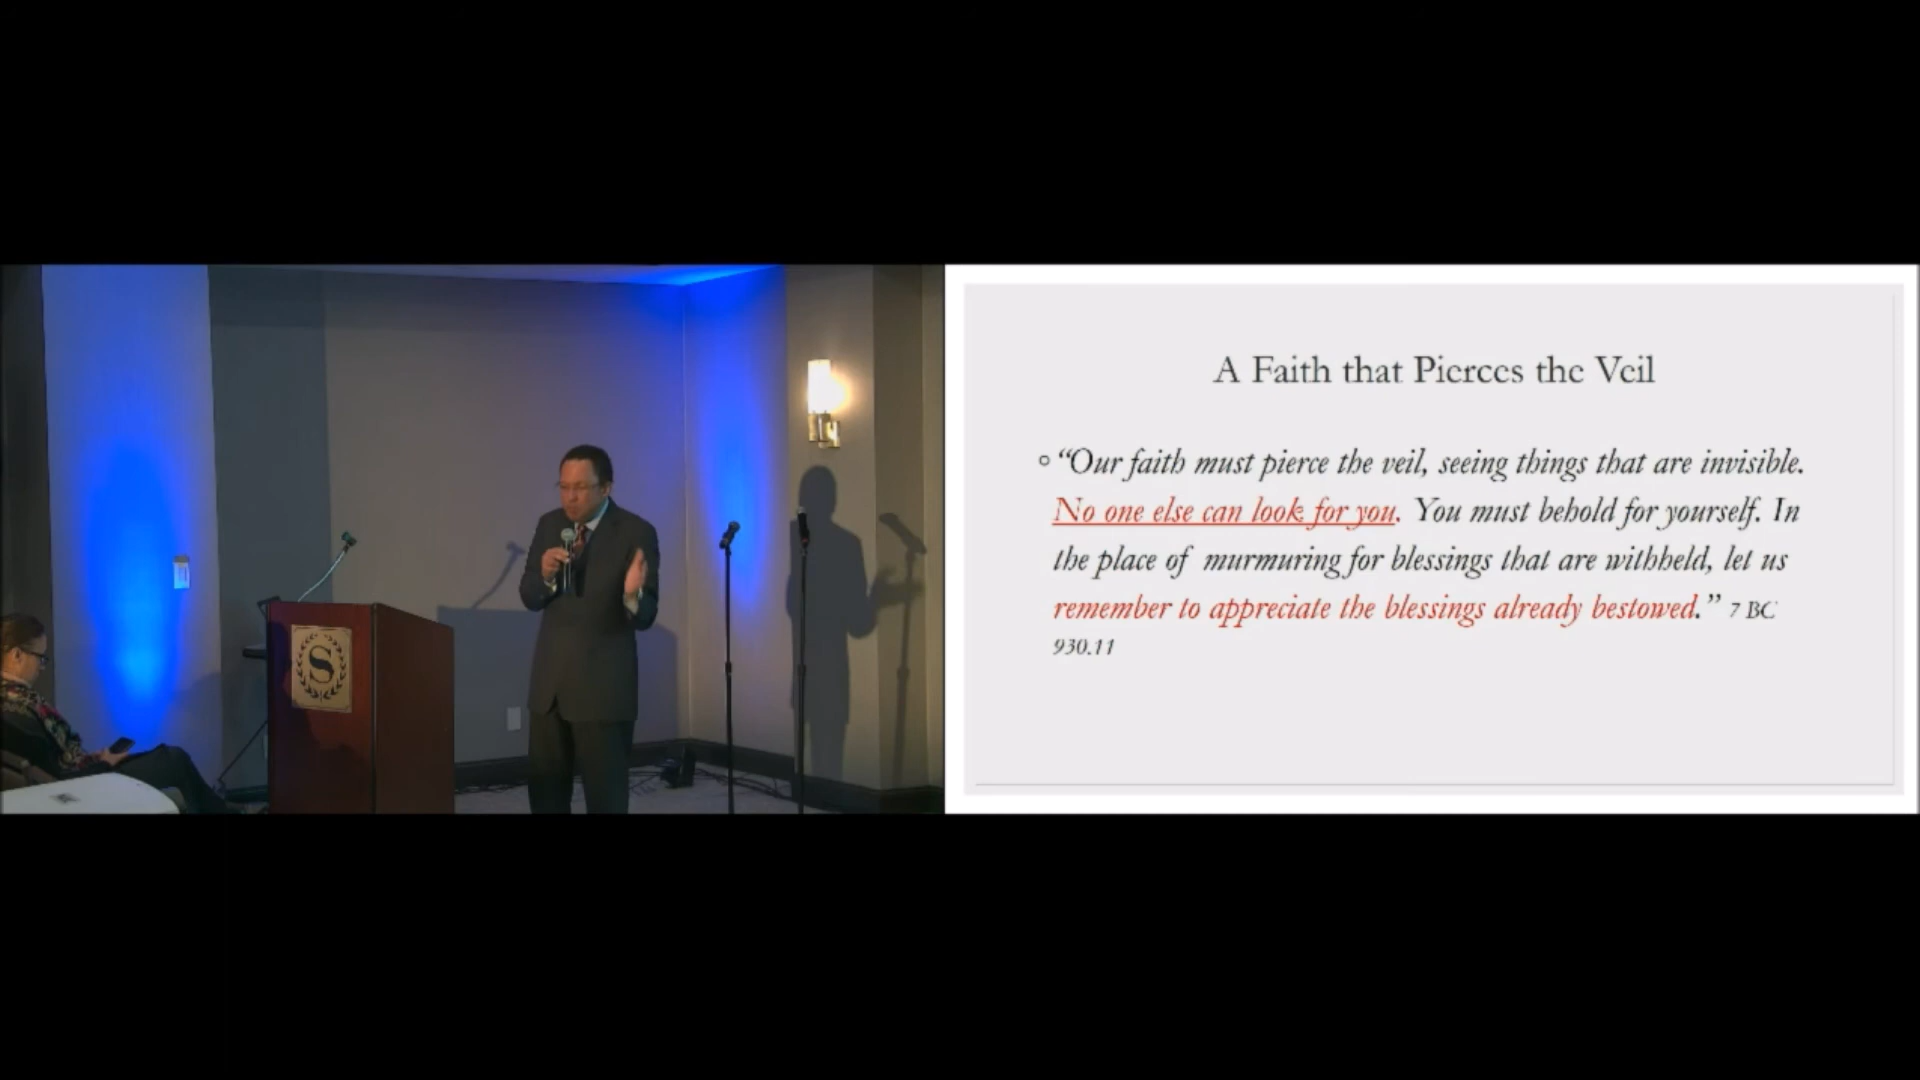 S
A Faith that Pierces the Veil
“Our faith must pierce the veil, seeing things that are invisible.
No one else can look for you. You must behold for yourself. In
the place of murmuring for blessings that are withheld, let us
remember to appreciate the blessings already bestowed.” 7 BC
930.11